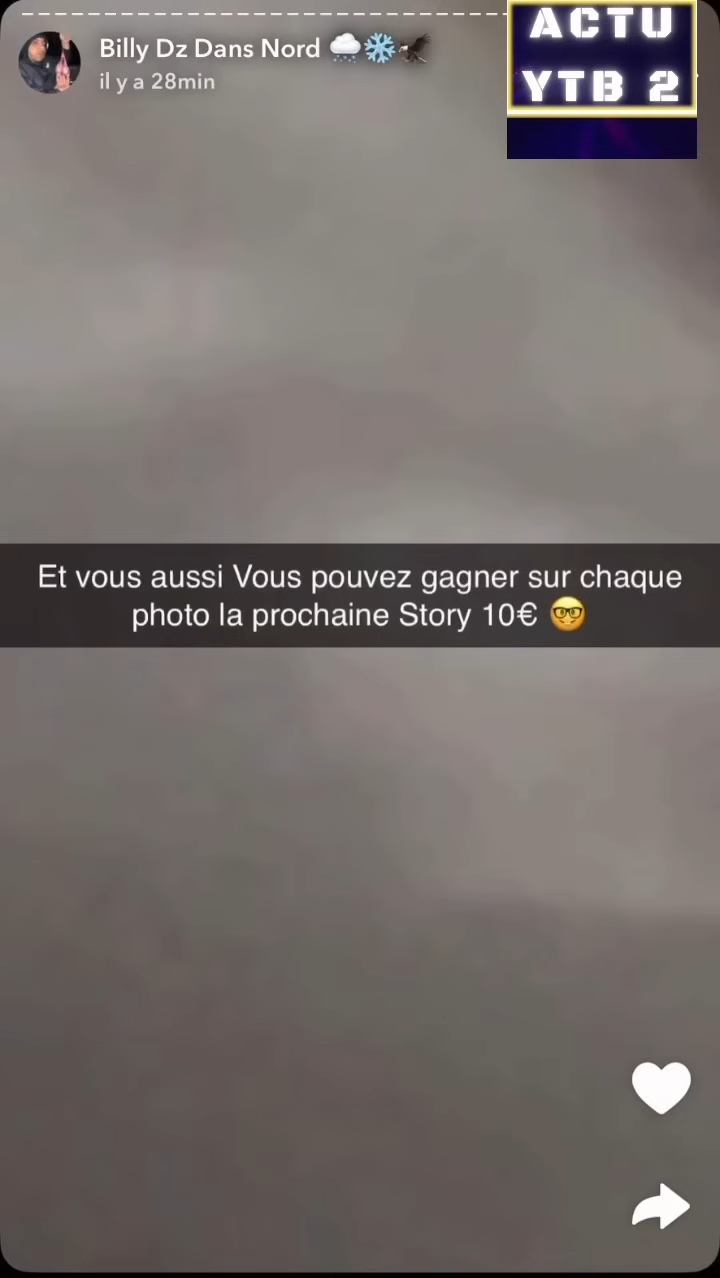 Billy Dz Dans Nord 🌨️❄️🦅
il y a 28min
ACTU
YTB 2
Et vous aussi Vous pouvez gagner sur chaque
photo la prochaine Story 10€ 🤓